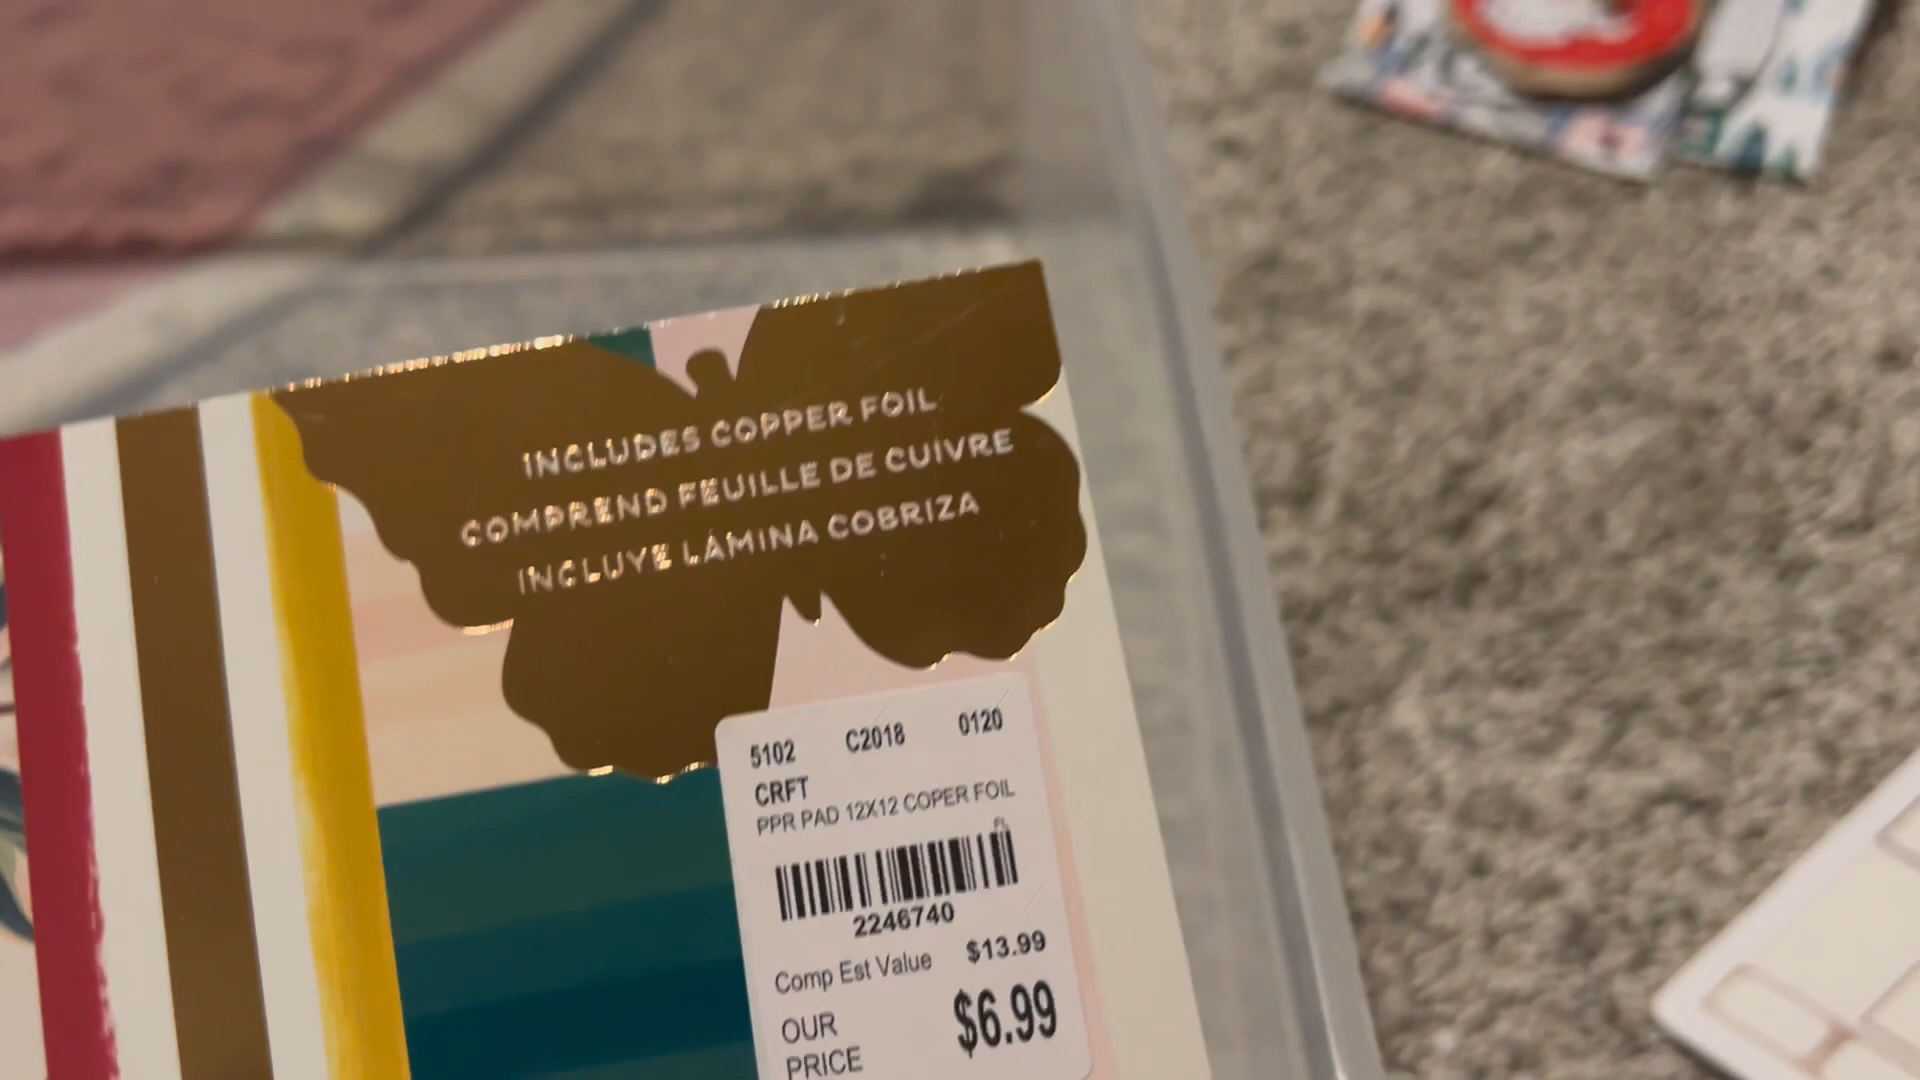 INCLUDES COPPER FOIL
COMPREND FEUILLE DE CUIVRE
INCLUYE LÁMINA COBRIZA
5102 C2018 0120
CRFT
PPR PAD 12X12 COPER FOIL
FL
2246740
Comp Est Value $13.99
OUR PRICE $6.99